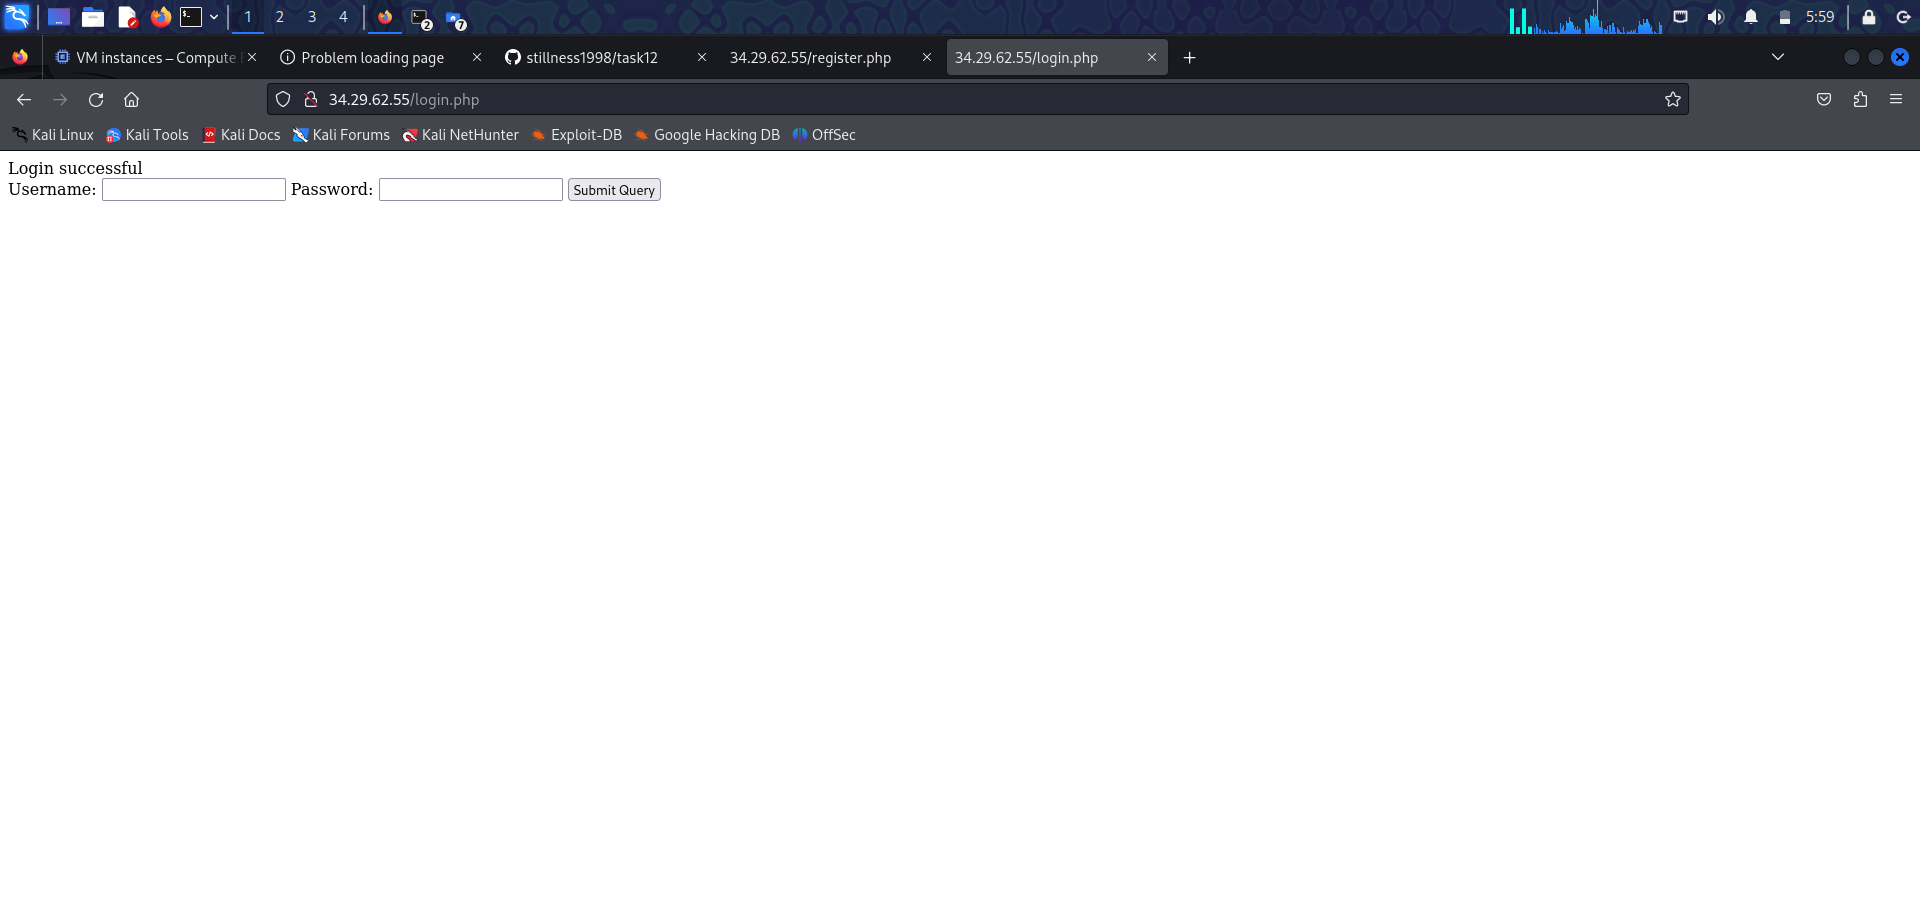 1 2 3 4 2 7 5:59
VM instances – Compute Problem loading page stillness1998/task12 34.29.62.55/register.php 34.29.62.55/login.php
34.29.62.55/login.php
Kali Linux Kali Tools Kali Docs Kali Forums Kali NetHunter Exploit-DB Google Hacking DB OffSec
Login successful
Username: Password: Submit Query